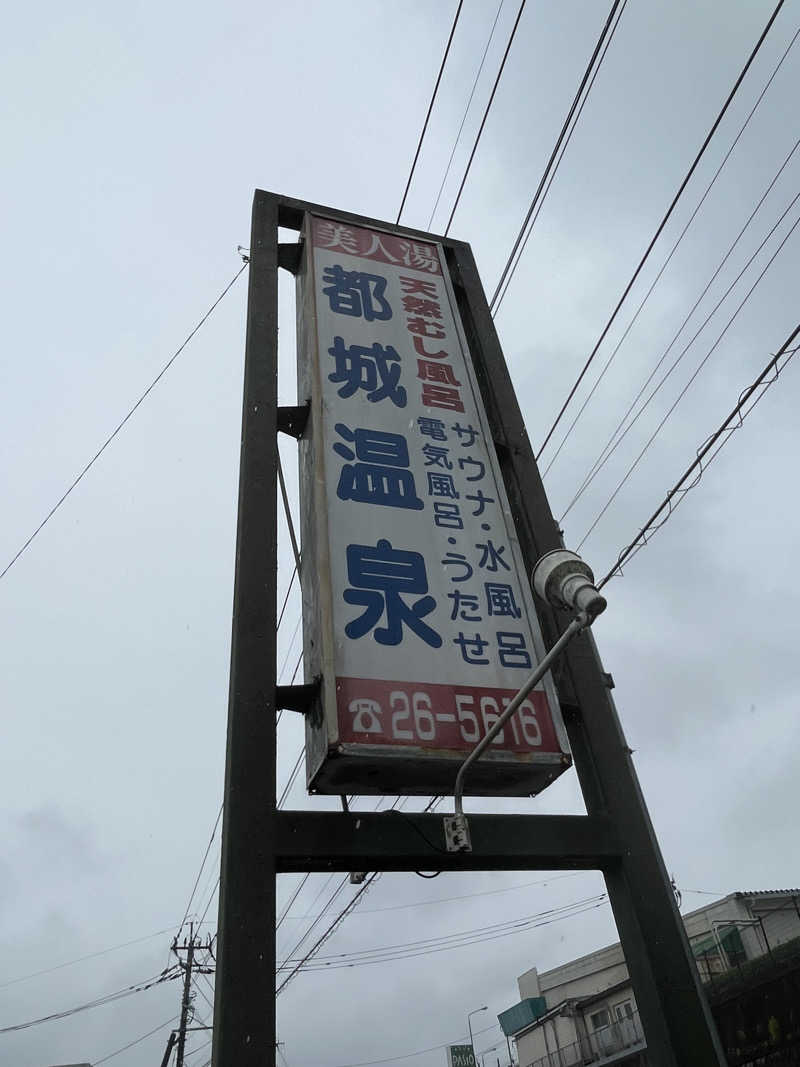 美人湯
都城温泉
天然むし風呂
サウナ・水風呂
電気風呂・うたせ
☎26-5616
PASIO